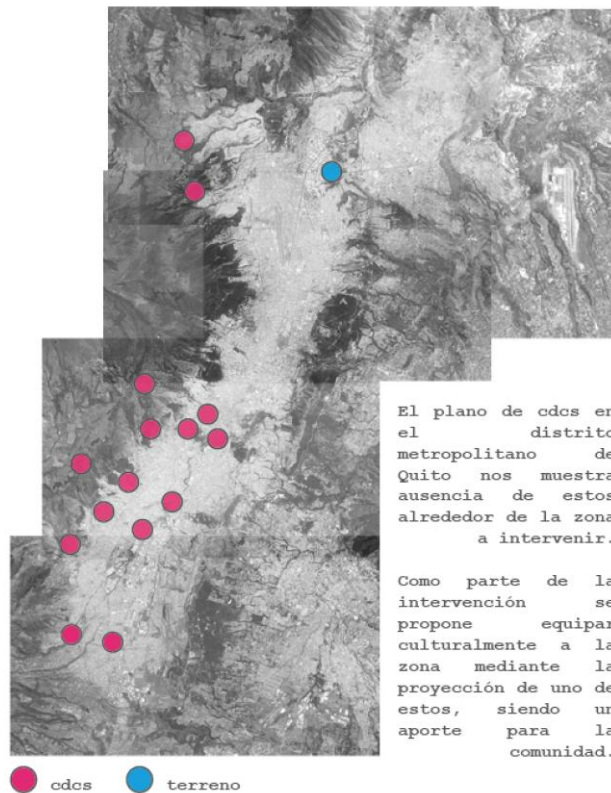 El plano de cdcs en
el distrito
metropolitano de
Quito nos muestra
ausencia de estos
alrededor de la zona
a intervenir.
Como parte de la
intervención se
propone equipar
culturalmente a la
zona mediante la
proyección de uno de
estos, siendo un
aporte para la
comunidad.
cdcs
terreno